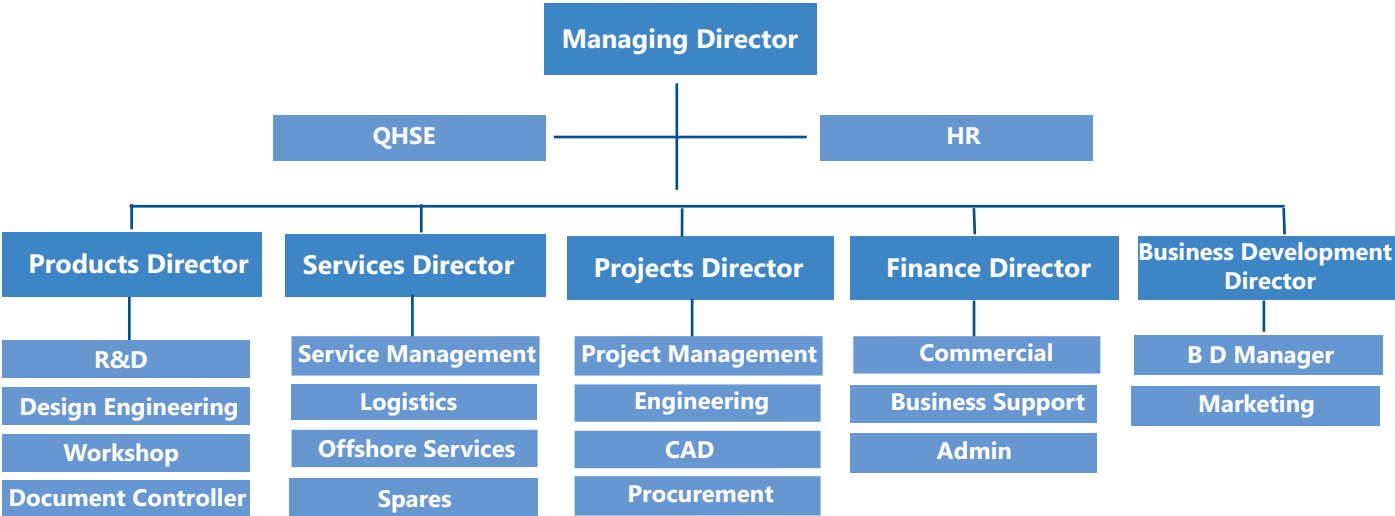 Managing Director
QHSE
HR
Products Director
Services Director
Projects Director
Finance Director
Business Development
Director
R&D
Design Engineering
Workshop
Document Controller
Service Management
Logistics
Offshore Services
Spares
Project Management
Engineering
CAD
Procurement
Commercial
Business Support
Admin
B D Manager
Marketing